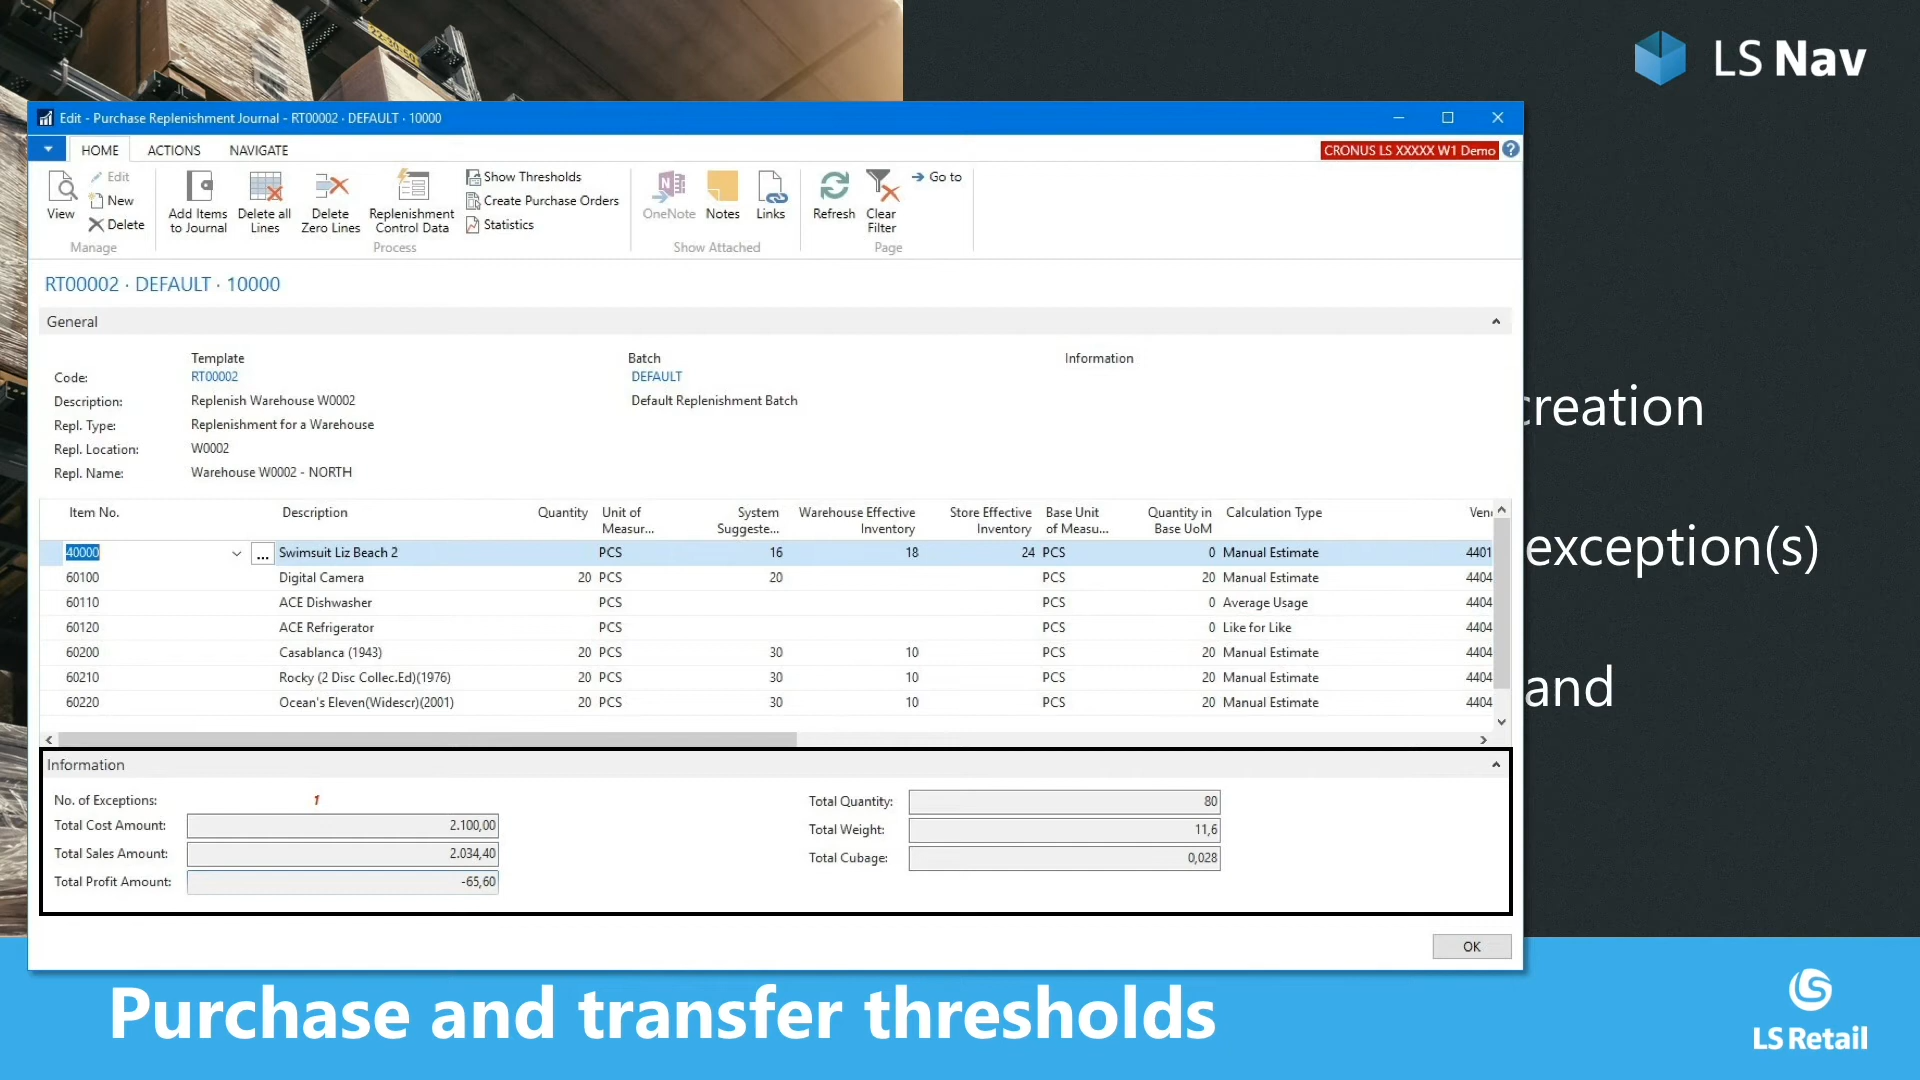 LS Nav
Edit - Purchase Replenishment Journal - RT00002 · DEFAULT · 10000
HOME ACTIONS NAVIGATE
CRONUS LS XXXXX W1 Demo
View
Edit
New
Delete
Manage
Add Items to Journal
Delete all Lines
Delete Zero Lines
Replenishment Control Data
Show Thresholds
Create Purchase Orders
Statistics
Process
OneNote
Notes
Links
Show Attached
Refresh
Clear Filter
Go to
Page
RT00002 · DEFAULT · 10000
General
Template Batch Information
Code: RT00002 DEFAULT
Description: Replenish Warehouse W0002 Default Replenishment Batch
Repl. Type: Replenishment for a Warehouse
Repl. Location: W0002
Repl. Name: Warehouse W0002 - NORTH
Item No. Description Quantity Unit of Measur... System Suggeste... Warehouse Effective Inventory Store Effective Inventory Base Unit of Measu... Quantity in Base UoM Calculation Type Ven
40000 ... Swimsuit Liz Beach 2 PCS 16 18 24 PCS 0 Manual Estimate 4401
60100 Digital Camera 20 PCS 20 PCS 20 Manual Estimate 4404
60110 ACE Dishwasher PCS PCS 0 Average Usage 4404
60120 ACE Refrigerator PCS PCS 0 Like for Like 4404
60200 Casablanca (1943) 20 PCS 30 10 PCS 20 Manual Estimate 4404
60210 Rocky (2 Disc Collec.Ed)(1976) 20 PCS 30 10 PCS 20 Manual Estimate 4404
60220 Ocean's Eleven(Widescr)(2001) 20 PCS 30 10 PCS 20 Manual Estimate 4404
Information
No. of Exceptions: 1
Total Cost Amount: 2.100,00
Total Sales Amount: 2.034,40
Total Profit Amount: -65,60
Total Quantity: 80
Total Weight: 11,6
Total Cubage: 0,028
OK
creation
exception(s)
and
Purchase and transfer thresholds
LS Retail